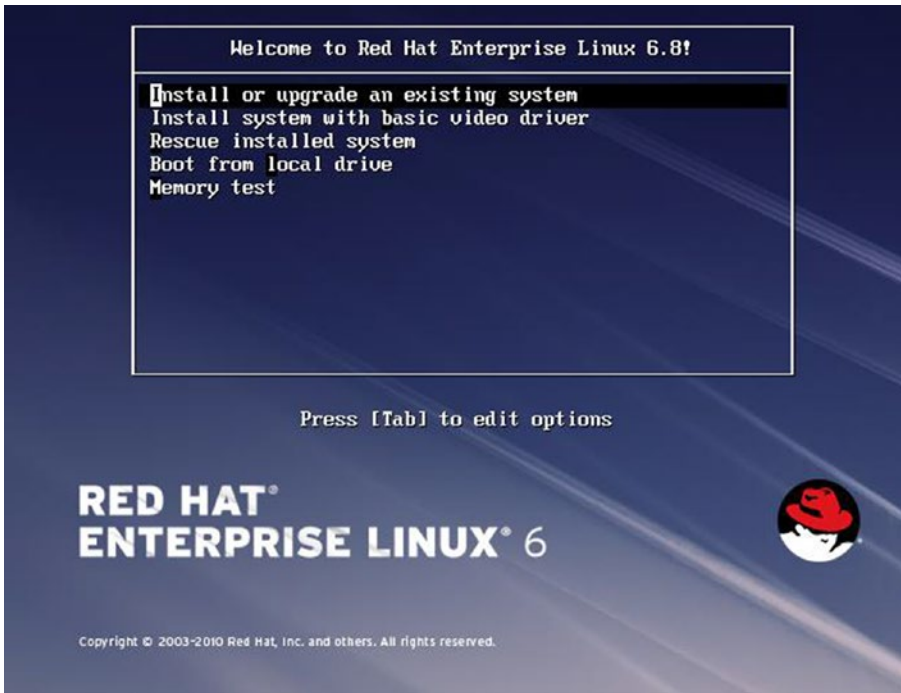 Welcome to Red Hat Enterprise Linux 6.8!
Install or upgrade an existing system
Install system with basic video driver
Rescue installed system
Boot from local drive
Memory test
Press [Tab] to edit options
RED HAT®
ENTERPRISE LINUX® 6
Copyright © 2003-2010 Red Hat, Inc. and others. All rights reserved.